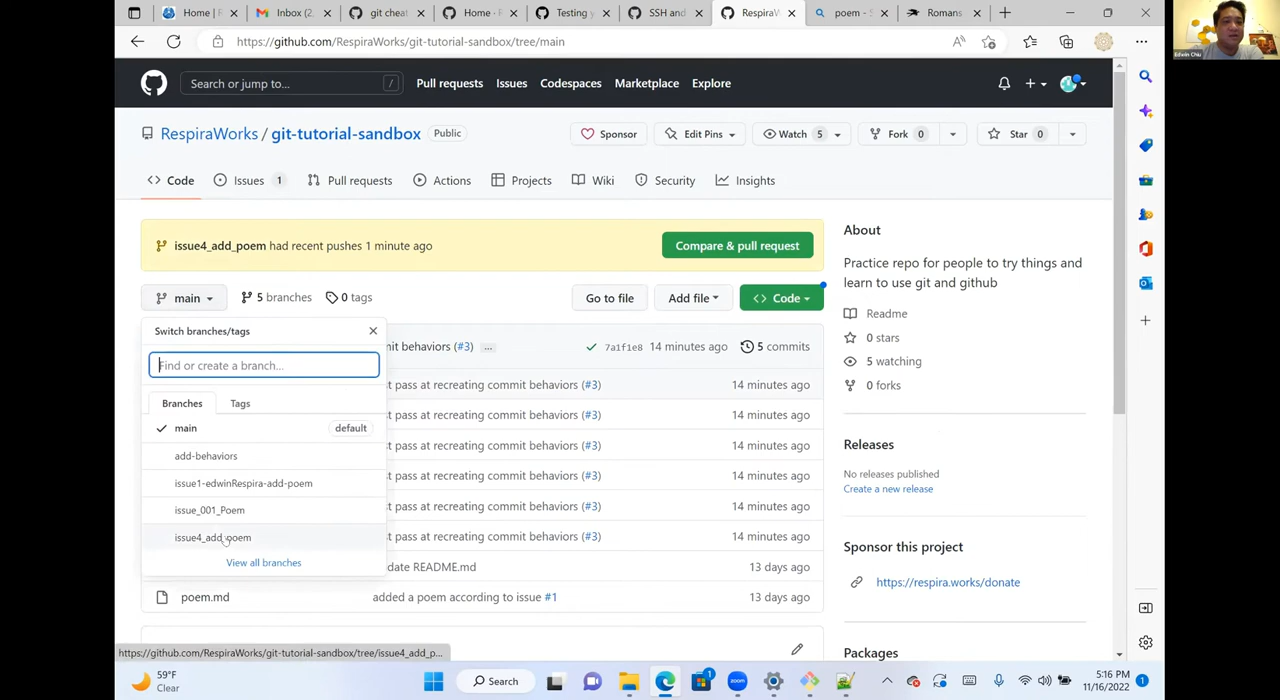 Home | R
Inbox (2,
git cheat
Home ·
Testing y
SSH and
RespiraW
poem - S
Romans
https://github.com/RespiraWorks/git-tutorial-sandbox/tree/main
Edwin Chiu
Search or jump to...
/
Pull requests
Issues
Codespaces
Marketplace
Explore
RespiraWorks / git-tutorial-sandbox
Public
Sponsor
Edit Pins
Watch 5
Fork 0
Star 0
Code
Issues 1
Pull requests
Actions
Projects
Wiki
Security
Insights
issue4_add_poem had recent pushes 1 minute ago
Compare & pull request
main
5 branches
0 tags
Go to file
Add file
Code
Switch branches/tags
Find or create a branch...
Branches
Tags
main
default
add-behaviors
issue1-edwinRespira-add-poem
issue_001_Poem
issue4_add_poem
View all branches
mit behaviors (#3) ...
7a1f1e8 14 minutes ago
5 commits
t pass at recreating commit behaviors (#3) 14 minutes ago
t pass at recreating commit behaviors (#3) 14 minutes ago
t pass at recreating commit behaviors (#3) 14 minutes ago
t pass at recreating commit behaviors (#3) 14 minutes ago
t pass at recreating commit behaviors (#3) 14 minutes ago
t pass at recreating commit behaviors (#3) 14 minutes ago
date README.md 13 days ago
poem.md added a poem according to issue #1 13 days ago
About
Practice repo for people to try things and
learn to use git and github
Readme
0 stars
5 watching
0 forks
Releases
No releases published
Create a new release
Sponsor this project
https://respira.works/donate
Packages
https://github.com/RespiraWorks/git-tutorial-sandbox/tree/issue4_add_p...
59°F
Clear
Search
zoom
5:16 PM
11/16/2022
1
1